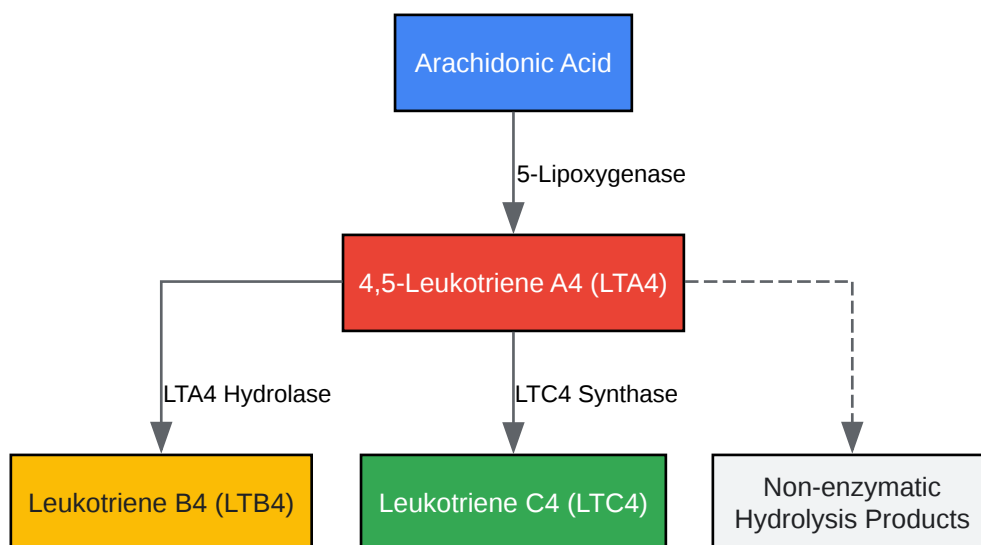 Arachidonic Acid
5-Lipoxygenase
4,5-Leukotriene A4 (LTA4)
LTA4 Hydrolase
LTC4 Synthase
Leukotriene B4 (LTB4)
Leukotriene C4 (LTC4)
Non-enzymatic
Hydrolysis Products